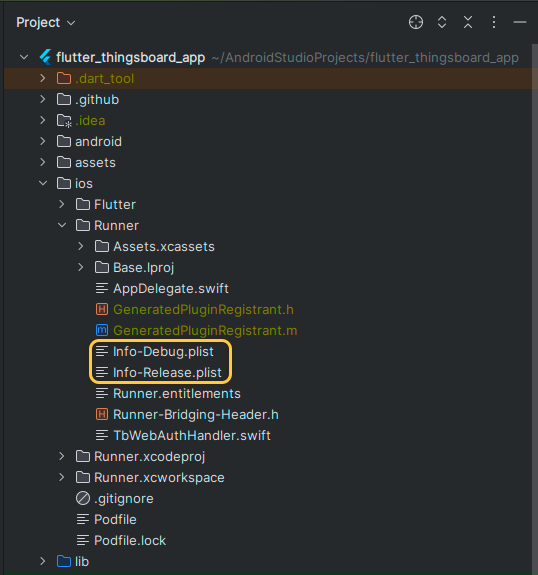 Project
flutter_thingsboard_app ~/AndroidStudioProjects/flutter_thingsboard_app
.dart_tool
.github
.idea
android
assets
ios
Flutter
Runner
Assets.xcassets
Base.lproj
AppDelegate.swift
H GeneratedPluginRegistrant.h
m GeneratedPluginRegistrant.m
Info-Debug.plist
Info-Release.plist
Runner.entitlements
H Runner-Bridging-Header.h
TbWebAuthHandler.swift
Runner.xcodeproj
Runner.xcworkspace
.gitignore
Podfile
Podfile.lock
lib